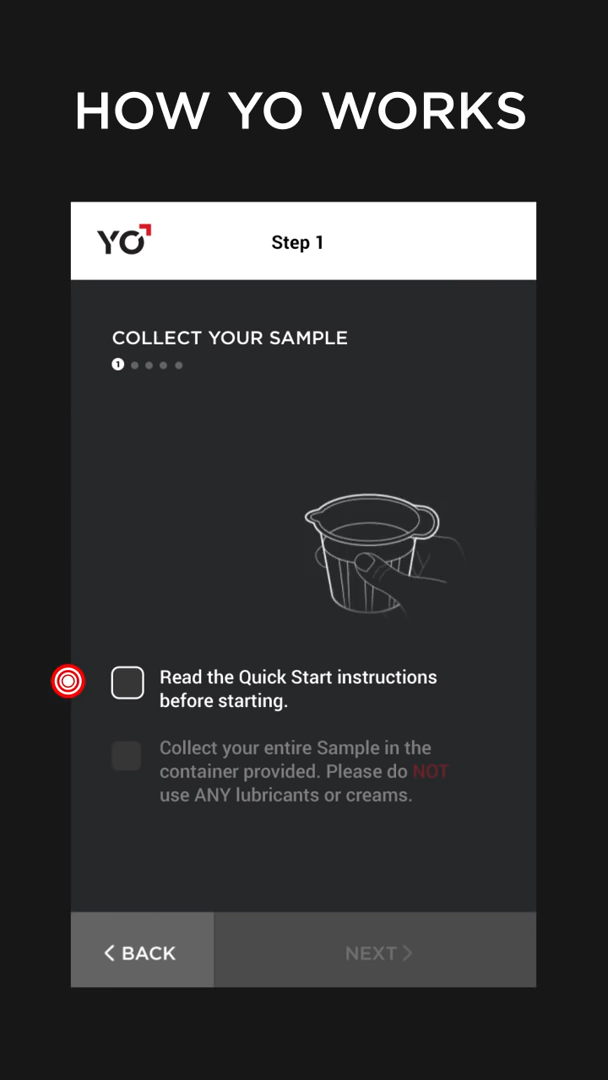 HOW YO WORKS
YO
Step 1
COLLECT YOUR SAMPLE
1
Read the Quick Start instructions
before starting.
Collect your entire Sample in the
container provided. Please do NOT
use ANY lubricants or creams.
< BACK
NEXT >